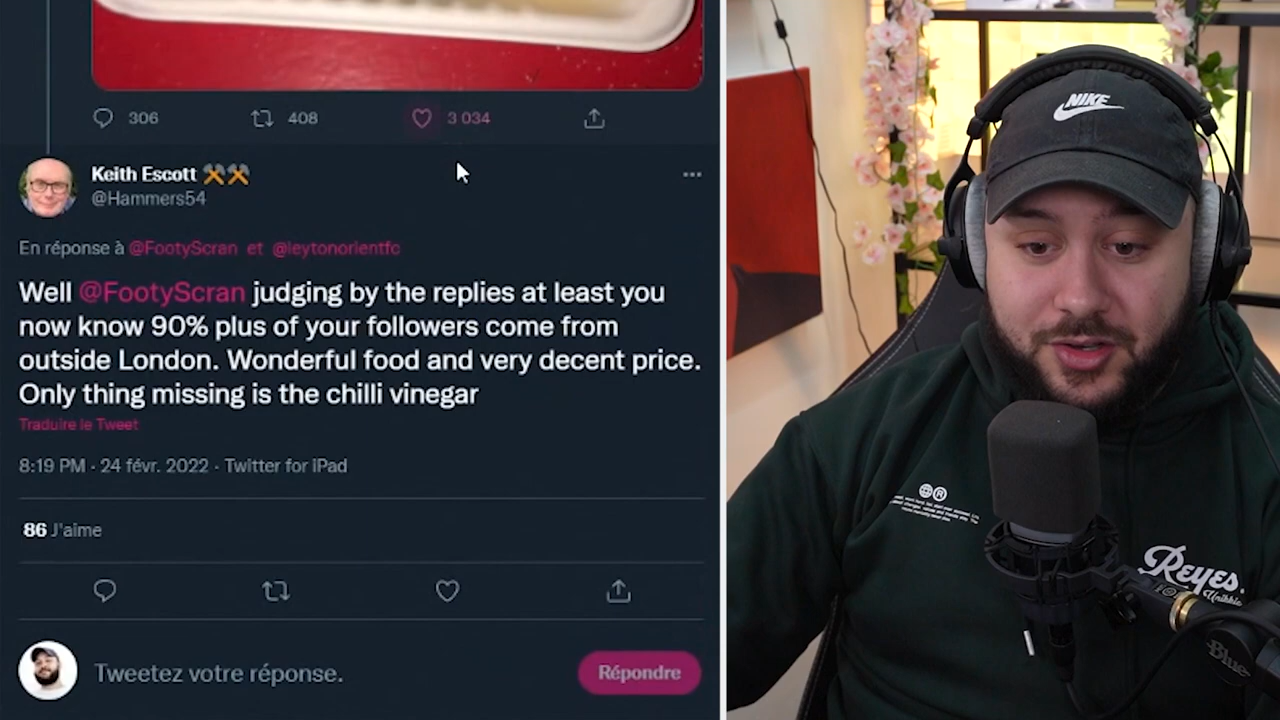 306 408 3 034
Keith Escott
@Hammers54
En réponse à @FootyScran et @leytonorientfc
Well @FootyScran judging by the replies at least you
now know 90% plus of your followers come from
outside London. Wonderful food and very decent price.
Only thing missing is the chilli vinegar
Traduire le Tweet
8:19 PM · 24 févr. 2022 · Twitter for iPad
86 J'aime
Tweetez votre réponse.
Répondre
NIKE
Reyes.
Blue